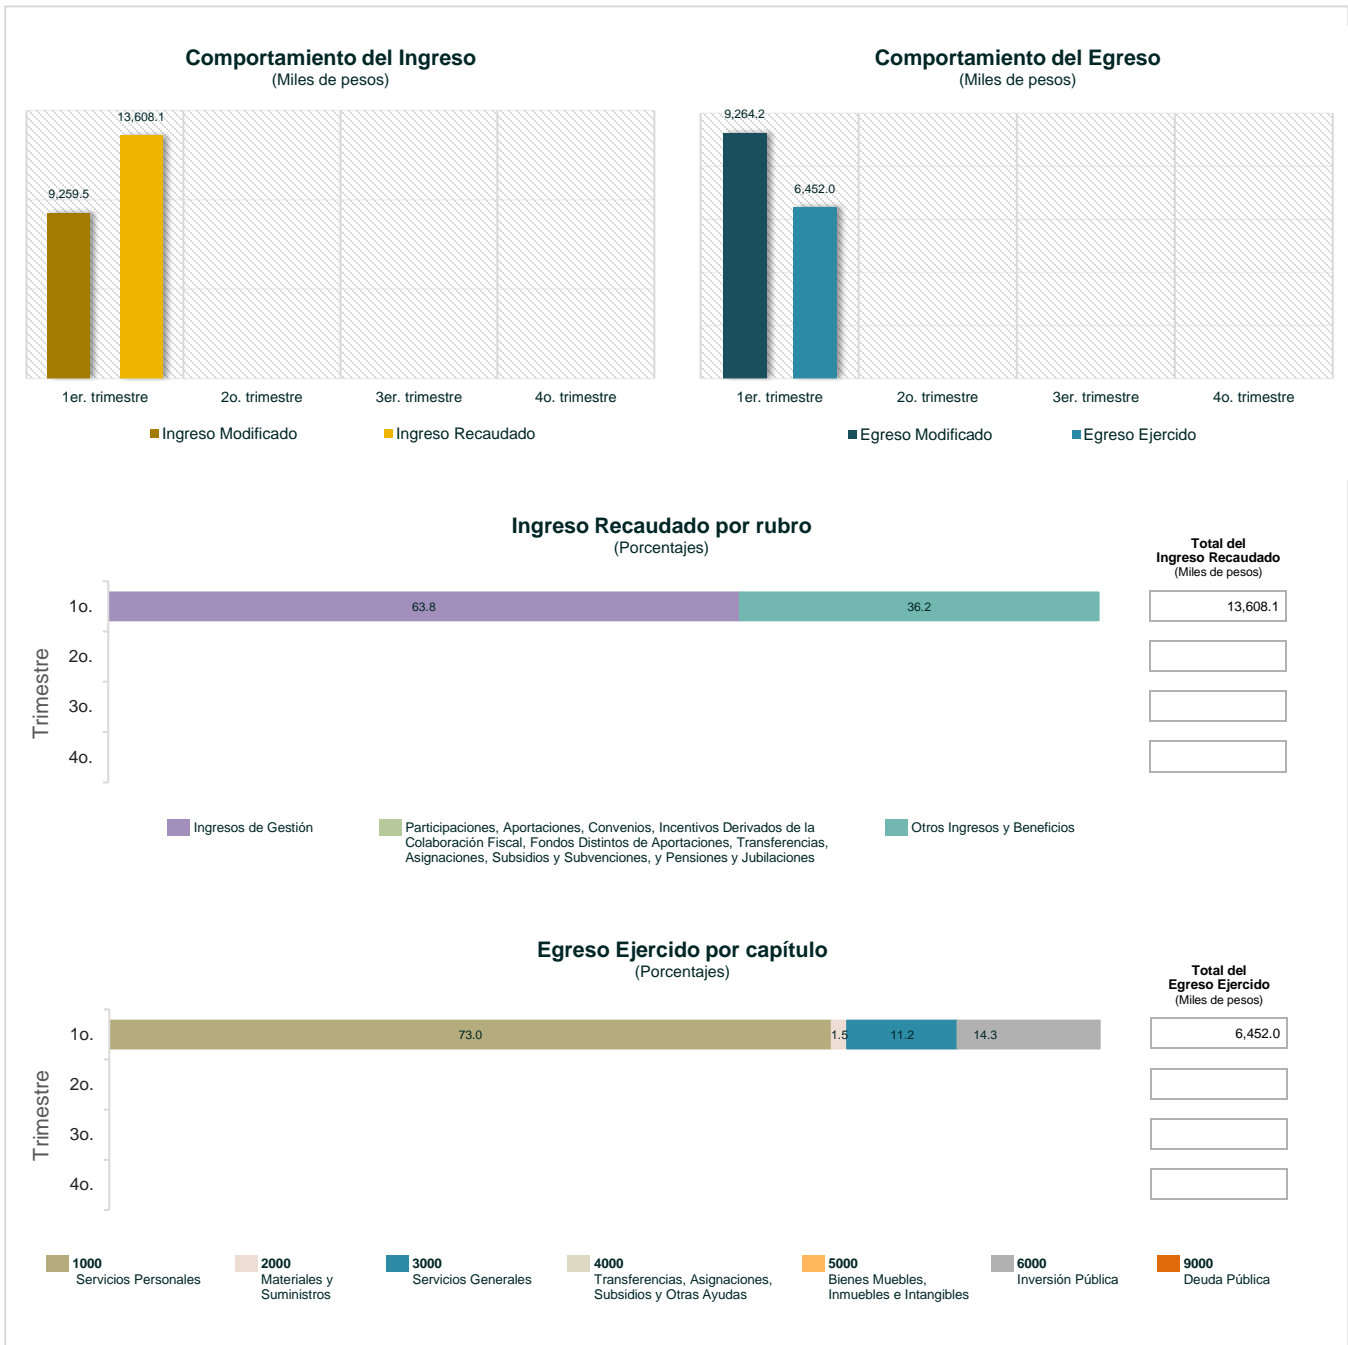 Comportamiento del Ingreso
(Miles de pesos)
13,608.1
9,259.5
1er. trimestre
2o. trimestre
3er. trimestre
4o. trimestre
Ingreso Modificado
Ingreso Recaudado
Comportamiento del Egreso
(Miles de pesos)
9,264.2
6,452.0
1er. trimestre
2o. trimestre
3er. trimestre
4o. trimestre
Egreso Modificado
Egreso Ejercido
Ingreso Recaudado por rubro
(Porcentajes)
Total del
Ingreso Recaudado
(Miles de pesos)
Trimestre
1o.
63.8
36.2
13,608.1
2o.
3o.
4o.
Ingresos de Gestión
Participaciones, Aportaciones, Convenios, Incentivos Derivados de la
Colaboración Fiscal, Fondos Distintos de Aportaciones, Transferencias,
Asignaciones, Subsidios y Subvenciones, y Pensiones y Jubilaciones
Otros Ingresos y Beneficios
Egreso Ejercido por capítulo
(Porcentajes)
Total del
Egreso Ejercido
(Miles de pesos)
Trimestre
1o.
73.0
1.5
11.2
14.3
6,452.0
2o.
3o.
4o.
1000
Servicios Personales
2000
Materiales y
Suministros
3000
Servicios Generales
4000
Transferencias, Asignaciones,
Subsidios y Otras Ayudas
5000
Bienes Muebles,
Inmuebles e Intangibles
6000
Inversión Pública
9000
Deuda Pública